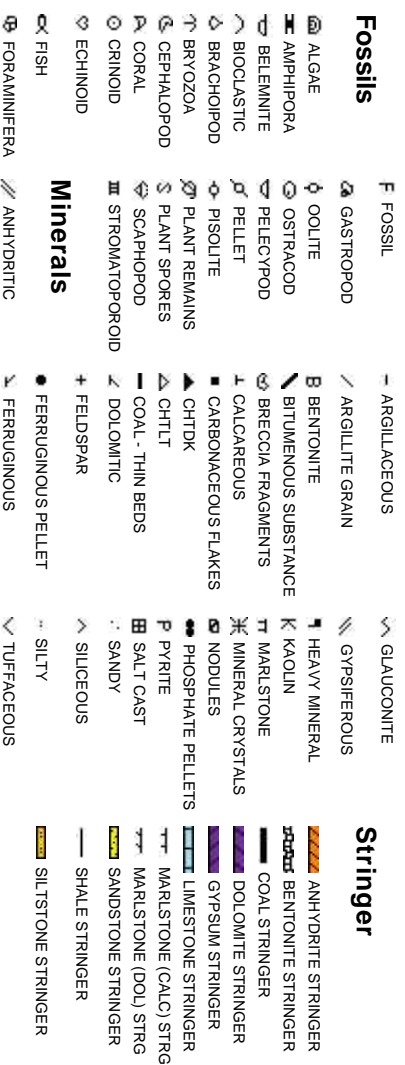 Fossils
ALGAE
AMPHIPORA
BELEMNITE
BIOCLASTIC
BRACHOIPOD
BRYOZOA
CEPHALOPOD
CORAL
CRINOID
ECHINOID
FISH
FORAMINIFERA
F FOSSIL
GASTROPOD
OOLITE
OSTRACOD
PELECYPOD
PELLET
PISOLITE
PLANT REMAINS
PLANT SPORES
SCAPHOPOD
STROMATOPOROID
Minerals
ANHYDRITIC
ARGILLACEOUS
ARGILLITE GRAIN
B BENTONITE
BITUMENOUS SUBSTANCE
BRECCIA FRAGMENTS
CALCAREOUS
CARBONACEOUS FLAKES
CHTDK
CHTLT
COAL - THIN BEDS
DOLOMITIC
FELDSPAR
FERRUGINOUS PELLET
FERRUGINOUS
GLAUCONITE
GYPSIFEROUS
HEAVY MINERAL
K KAOLIN
MARLSTONE
MINERAL CRYSTALS
NODULES
PHOSPHATE PELLETS
P PYRITE
SALT CAST
SANDY
SILICEOUS
SILTY
TUFFACEOUS
Stringer
ANHYDRITE STRINGER
BENTONITE STRINGER
COAL STRINGER
DOLOMITE STRINGER
GYPSUM STRINGER
LIMESTONE STRINGER
MARLSTONE (CALC) STRG
MARLSTONE (DOL) STRG
SANDSTONE STRINGER
SHALE STRINGER
SILTSTONE STRINGER